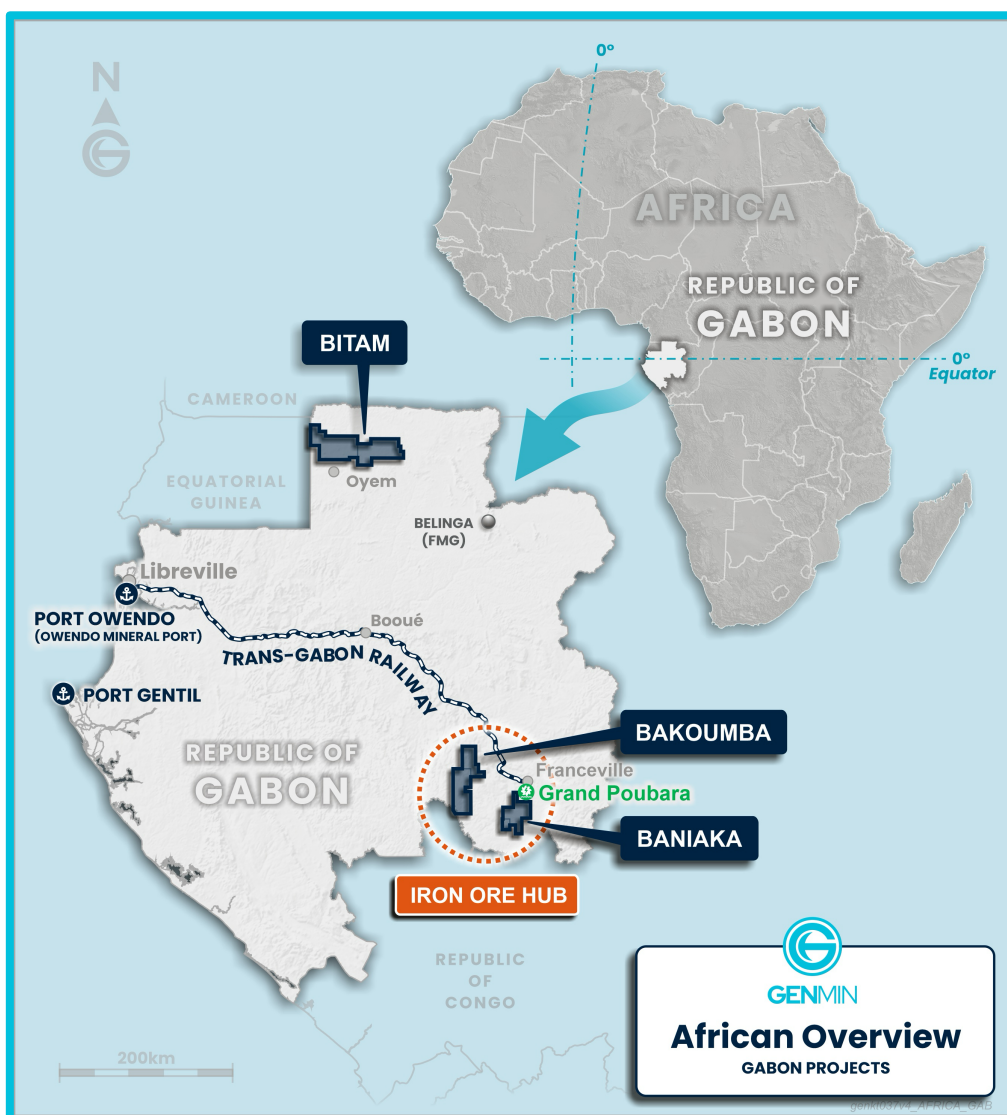 N
0°
AFRICA
REPUBLIC OF
GABON
0°
Equator
BITAM
CAMEROON
EQUATORIAL
GUINEA
Oyem
BELINGA
(FMG)
Libreville
PORT OWENDO
(OWENDO MINERAL PORT)
Booué
TRANS-GABON RAILWAY
PORT GENTIL
REPUBLIC OF
GABON
BAKOUMBA
Franceville
Grand Poubara
BANIAKA
IRON ORE HUB
REPUBLIC
OF
CONGO
200km
GENMIN
African Overview
GABON PROJECTS
genkl037v4_AFRICA_GAB